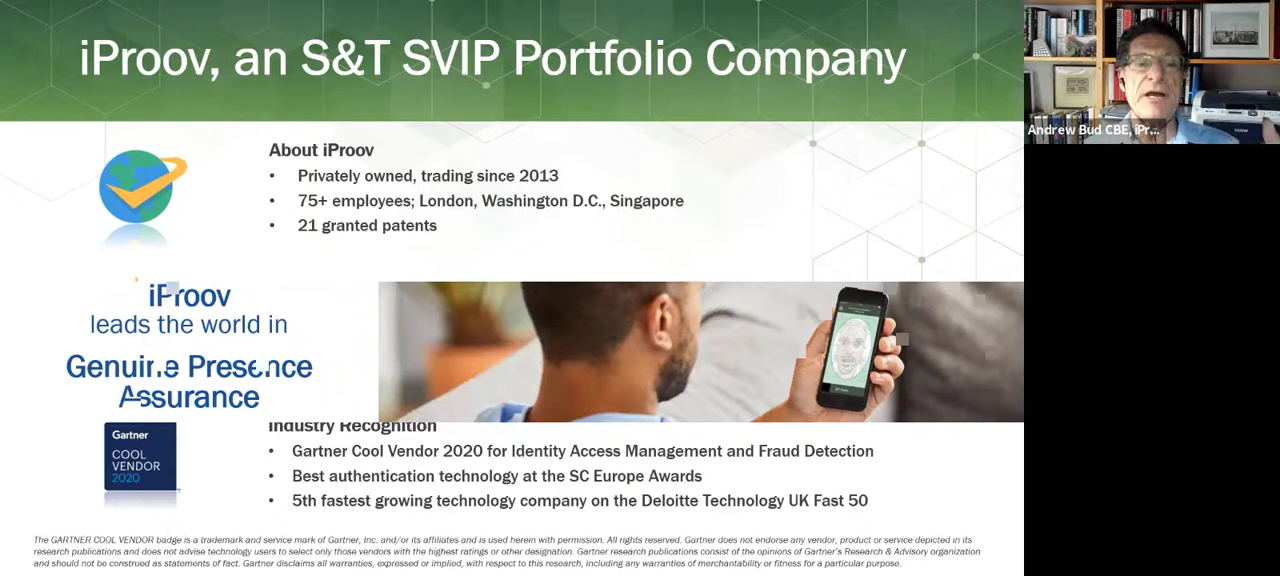 iProov, an S&T SVIP Portfolio Company
Andrew Bud CBE, iPr...
About iProov
• Privately owned, trading since 2013
• 75+ employees; London, Washington D.C., Singapore
• 21 granted patents
iProov
leads the world in
Genuine Presence
Assurance
Industry Recognition
Gartner
COOL
VENDOR
2020
• Gartner Cool Vendor 2020 for Identity Access Management and Fraud Detection
• Best authentication technology at the SC Europe Awards
• 5th fastest growing technology company on the Deloitte Technology UK Fast 50
The GARTNER COOL VENDOR badge is a trademark and service mark of Gartner, Inc. and/or its affiliates and is used herein with permission. All rights reserved. Gartner does not endorse any vendor, product or service depicted in its
research publications and does not advise technology users to select only those vendors with the highest ratings or other designation. Gartner research publications consist of the opinions of Gartner's Research & Advisory organization
and should not be construed as statements of fact. Gartner disclaims all warranties, expressed or implied, with respect to this research, including any warranties of merchantability or fitness for a particular purpose.